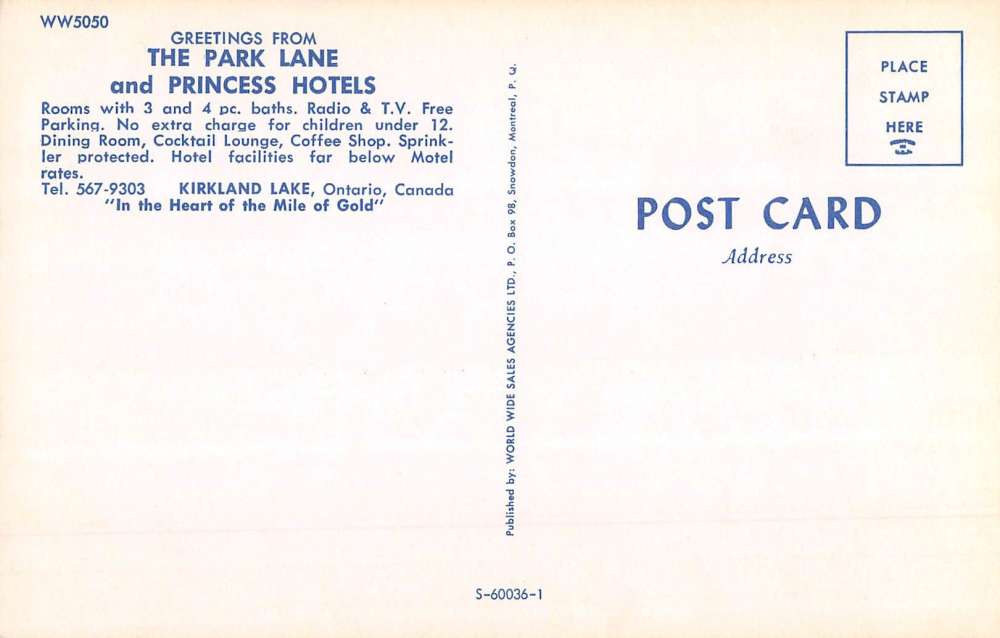 WW5050
GREETINGS FROM
THE PARK LANE
and PRINCESS HOTELS
Rooms with 3 and 4 pc. baths. Radio & T.V. Free
Parking. No extra charge for children under 12.
Dining Room, Cocktail Lounge, Coffee Shop. Sprink-
ler protected. Hotel facilities far below Motel
rates.
Tel. 567-9303 KIRKLAND LAKE, Ontario, Canada
"In the Heart of the Mile of Gold"
Published by: WORLD WIDE SALES AGENCIES LTD., P. O. Box 98, Snowdon, Montreal, P. Q.
PLACE
STAMP
HERE
POST CARD
Address
S-60036-1